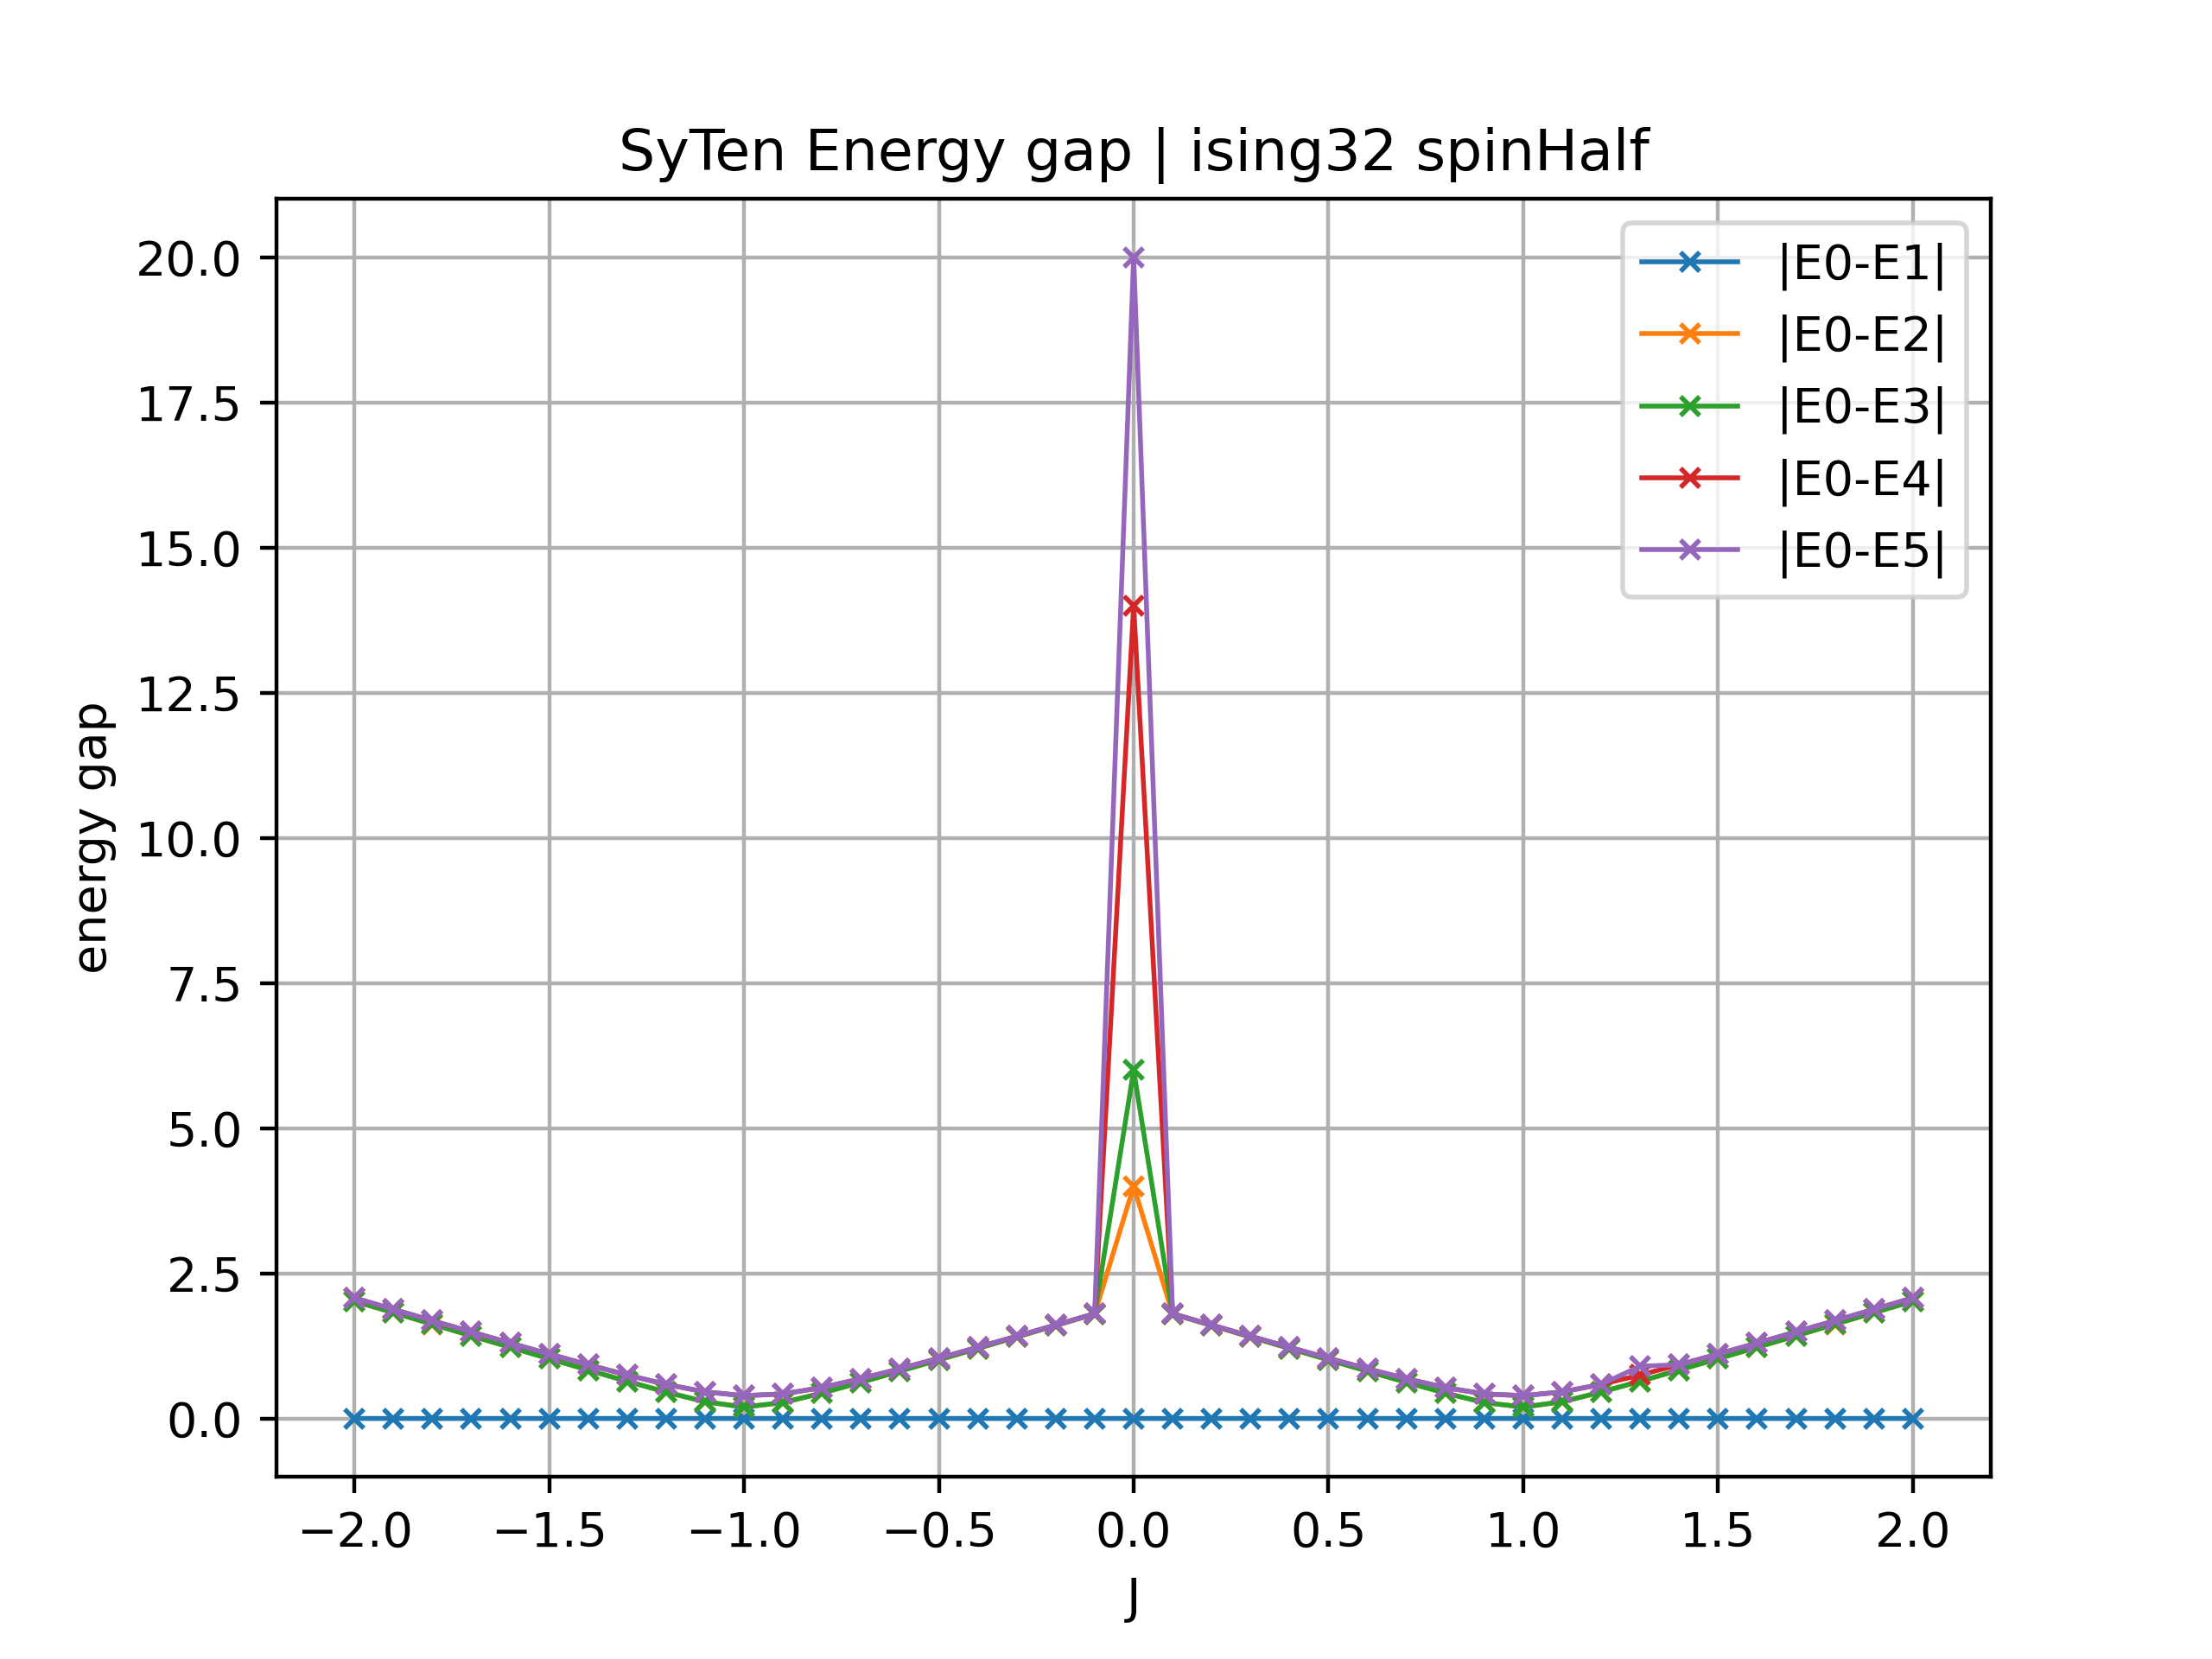 SyTen Energy gap | ising32 spinHalf
energy gap
20.0
17.5
15.0
12.5
10.0
7.5
5.0
2.5
0.0
−2.0 −1.5 −1.0 −0.5 0.0 0.5 1.0 1.5 2.0
J
|E0-E1|
|E0-E2|
|E0-E3|
|E0-E4|
|E0-E5|